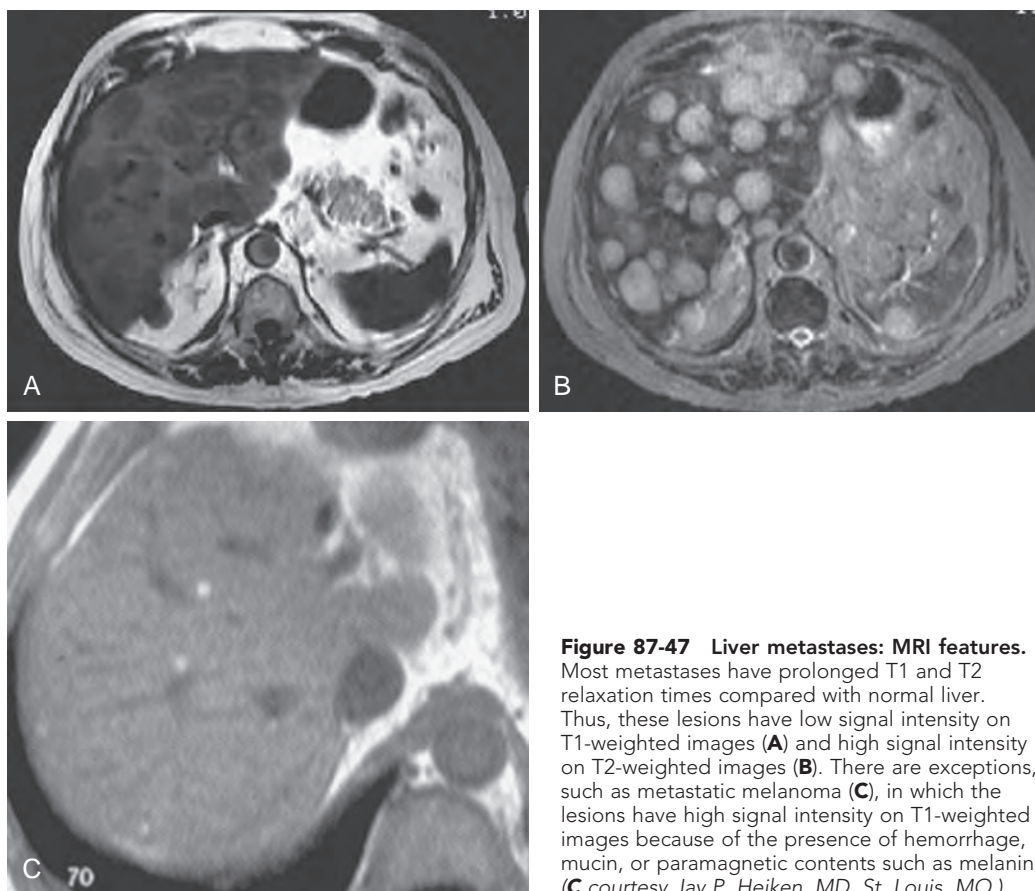 A
B
C
70
Figure 87-47 Liver metastases: MRI features.
Most metastases have prolonged T1 and T2
relaxation times compared with normal liver.
Thus, these lesions have low signal intensity on
T1-weighted images (A) and high signal intensity
on T2-weighted images (B). There are exceptions,
such as metastatic melanoma (C), in which the
lesions have high signal intensity on T1-weighted
images because of the presence of hemorrhage,
mucin, or paramagnetic contents such as melanin.
(C courtesy Jay P. Heiken, MD, St. Louis, MO.)